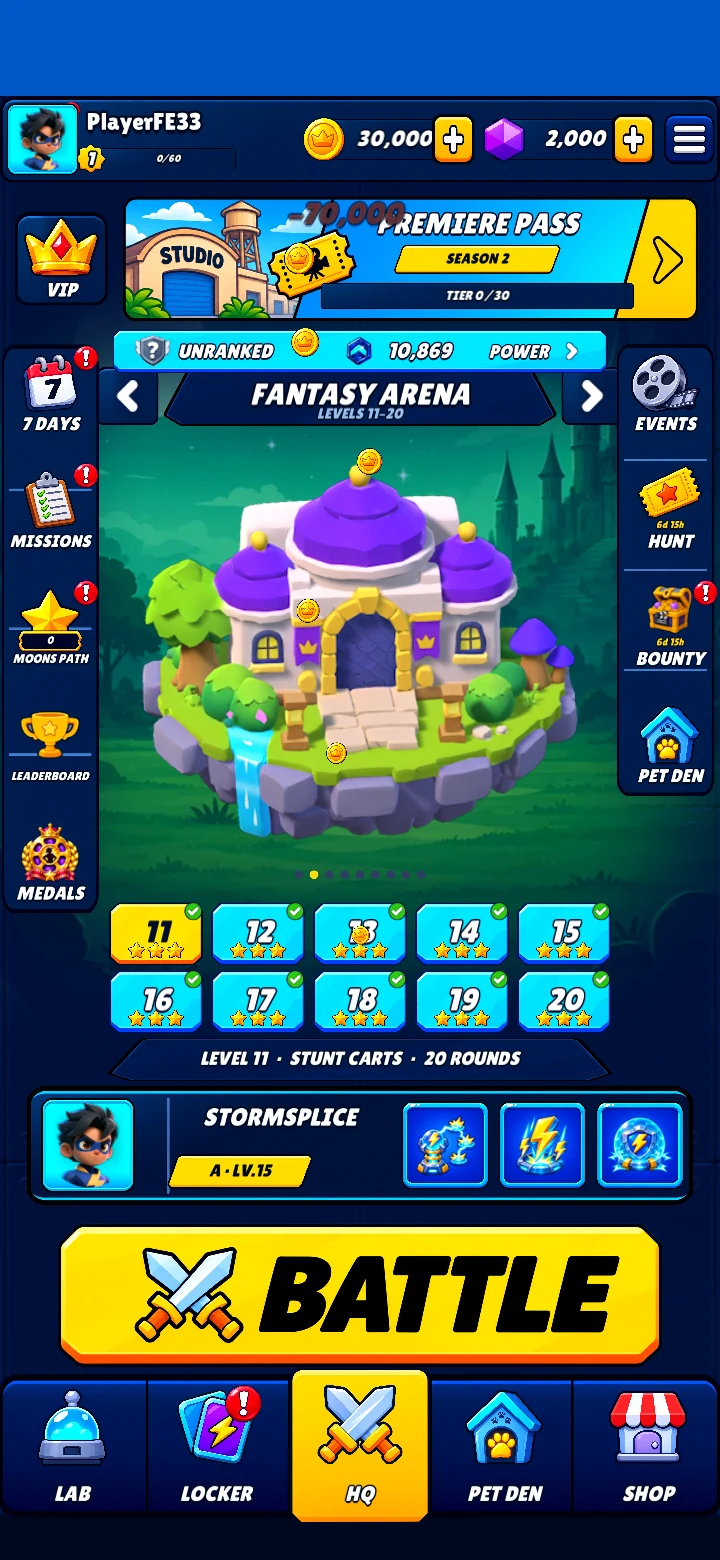 PlayerFE33
1
0/60
30,000
2,000
VIP
STUDIO
-70,000
PREMIERE PASS
SEASON 2
TIER 0/30
? UNRANKED
10,869
POWER
7
7 DAYS
!
FANTASY ARENA
LEVELS 11-20
EVENTS
MISSIONS
!
6d 15h
HUNT
!
0
MOONS PATH
!
6d 15h
BOUNTY
LEADERBOARD
PET DEN
MEDALS
11
12
13
14
15
16
17
18
19
20
LEVEL 11 · STUNT CARTS · 20 ROUNDS
STORMSPLICE
A · LV.15
BATTLE
!
LAB
LOCKER
HQ
PET DEN
SHOP